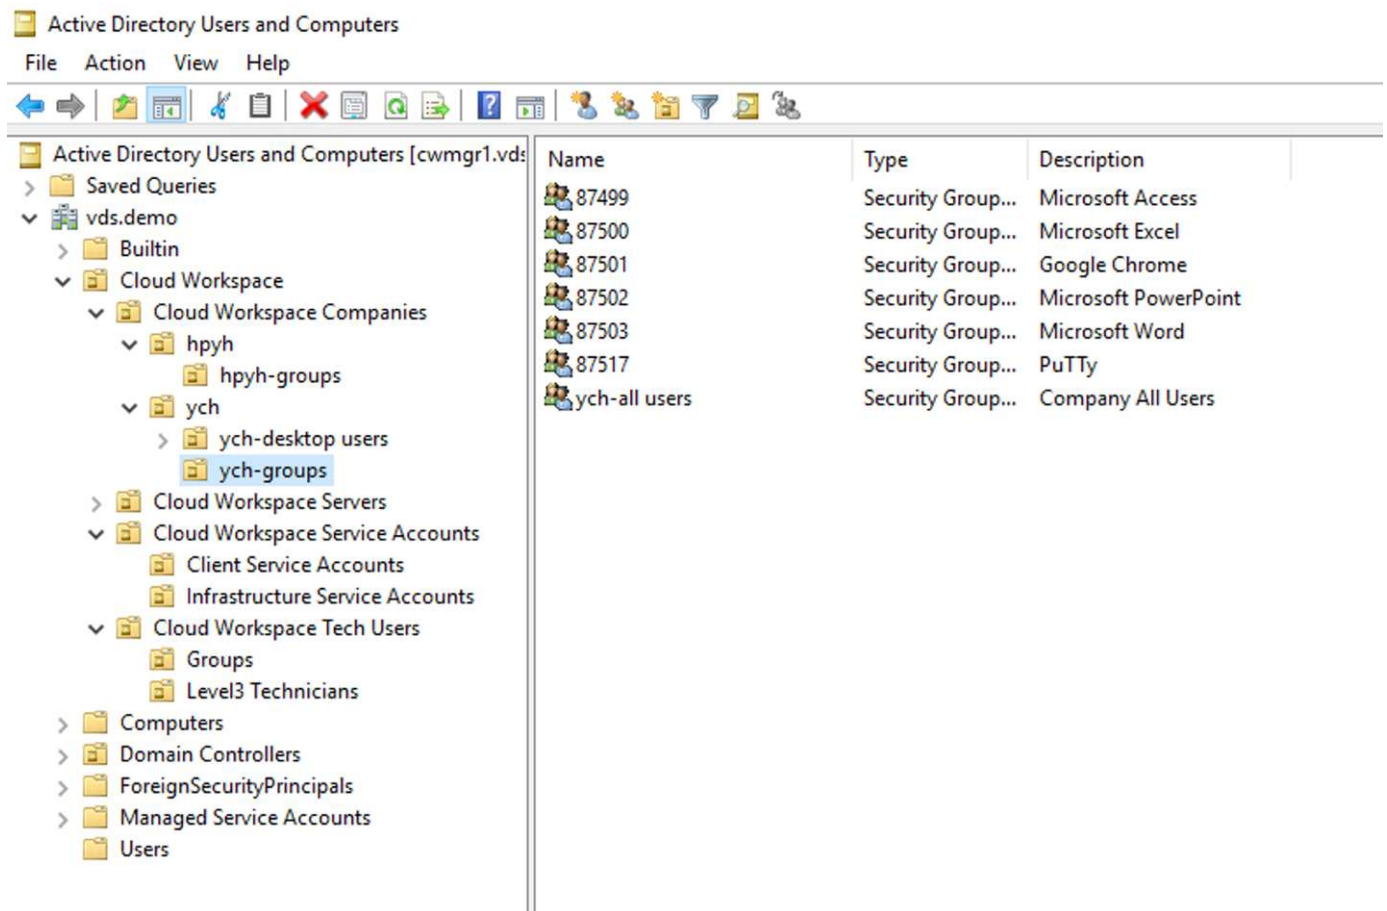 Active Directory Users and Computers
File Action View Help
Active Directory Users and Computers [cwmgr1.vds
Saved Queries
vds.demo
Builtin
Cloud Workspace
Cloud Workspace Companies
hpyh
hpyh-groups
ych
ych-desktop users
ych-groups
Cloud Workspace Servers
Cloud Workspace Service Accounts
Client Service Accounts
Infrastructure Service Accounts
Cloud Workspace Tech Users
Groups
Level3 Technicians
Computers
Domain Controllers
ForeignSecurityPrincipals
Managed Service Accounts
Users
Name Type Description
87499 Security Group... Microsoft Access
87500 Security Group... Microsoft Excel
87501 Security Group... Google Chrome
87502 Security Group... Microsoft PowerPoint
87503 Security Group... Microsoft Word
87517 Security Group... PuTTy
ych-all users Security Group... Company All Users